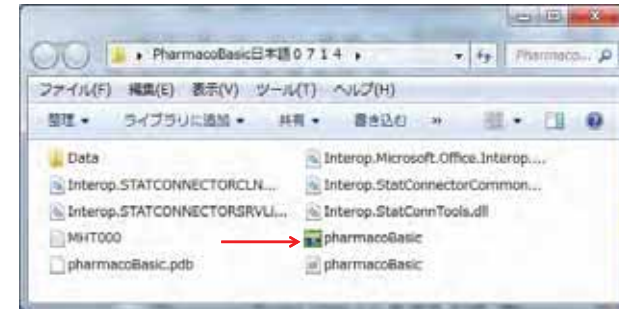 PharmacoBasic日本語0714
Pharmaco...
ファイル(F) 編集(E) 表示(V) ツール(T) ヘルプ(H)
整理 ライブラリに追加 共有 書き込む »
Data
Interop.STATCONNECTORCLN...
Interop.STATCONNECTORSRVLI...
MHT000
pharmacoBasic.pdb
Interop.Microsoft.Office.Interop....
Interop.StatConnectorCommon...
Interop.StatConnTools.dll
pharmacoBasic
pharmacoBasic